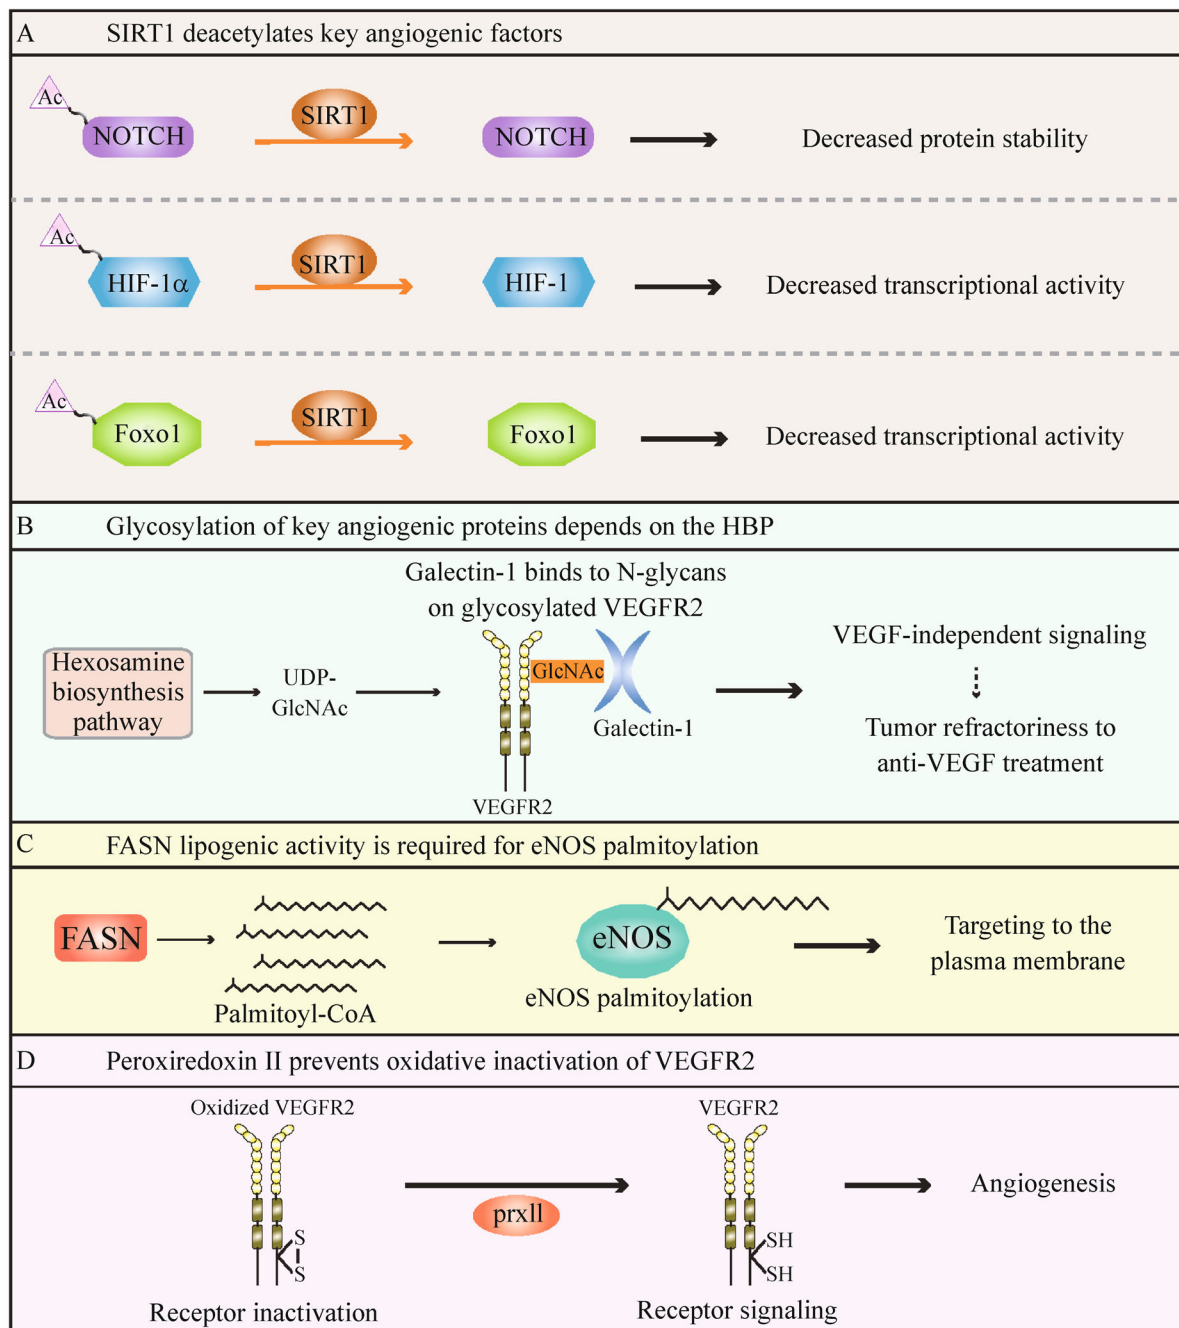 A SIRT1 deacetylates key angiogenic factors
Ac
NOTCH
SIRT1
NOTCH
Decreased protein stability
Ac
HIF-1α
SIRT1
HIF-1
Decreased transcriptional activity
Ac
Foxo1
SIRT1
Foxo1
Decreased transcriptional activity
B Glycosylation of key angiogenic proteins depends on the HBP
Galectin-1 binds to N-glycans
on glycosylated VEGFR2
Hexosamine
biosynthesis
pathway
UDP-
GlcNAc
GlcNAc
Galectin-1
VEGFR2
VEGF-independent signaling
Tumor refractoriness to
anti-VEGF treatment
C FASN lipogenic activity is required for eNOS palmitoylation
FASN
Palmitoyl-CoA
eNOS
eNOS palmitoylation
Targeting to the
plasma membrane
D Peroxiredoxin II prevents oxidative inactivation of VEGFR2
Oxidized VEGFR2
S
S
Receptor inactivation
prxll
VEGFR2
SH
SH
Receptor signaling
Angiogenesis